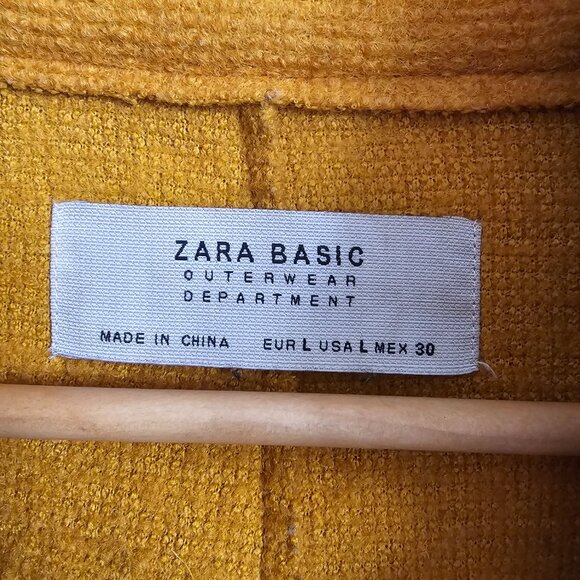 ZARA BASIC
OUTERWEAR
DEPARTMENT
MADE IN CHINA EUR L USA L MEX 30